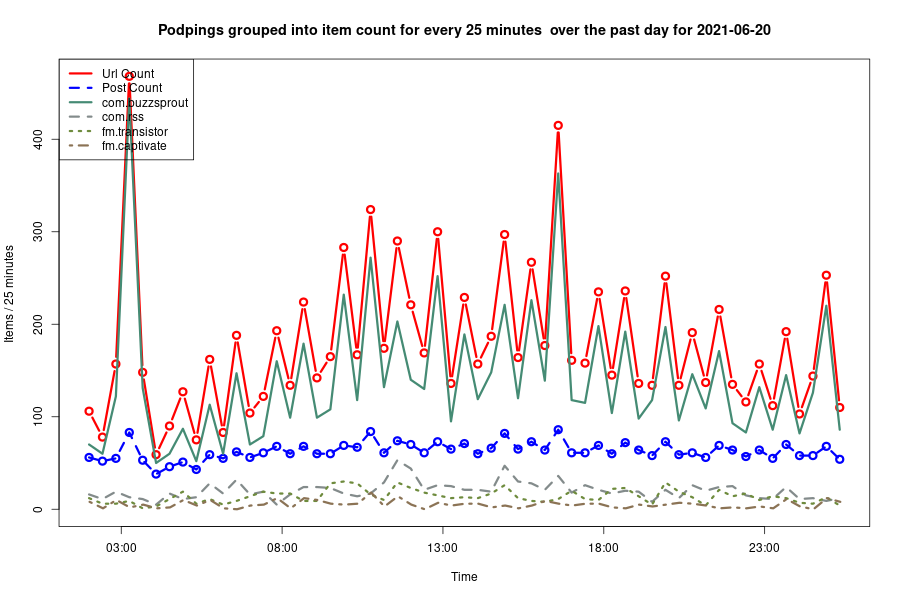 Podpings grouped into item count for every 25 minutes  over the past day for 2021-06-20
Url Count
Post Count
com.buzzsprout
com.rss
fm.transistor
fm.captivate
Items / 25 minutes
400
300
200
100
0
03:00 08:00 13:00 18:00 23:00
Time